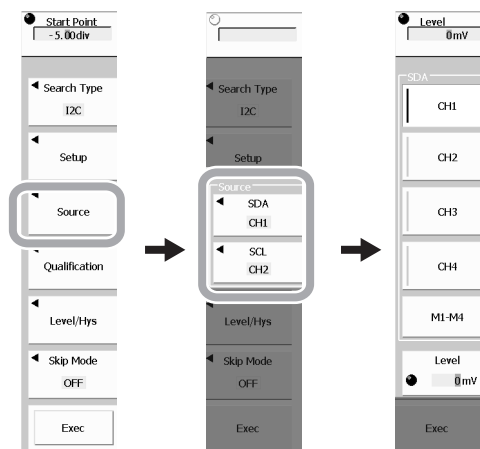 Start Point
-5.00div
Search Type
I2C
Setup
Source
Qualification
Level/Hys
Skip Mode
OFF
Exec
Search Type
I2C
Setup
Source
SDA
CH1
SCL
CH2
Level/Hys
Skip Mode
OFF
Exec
Level
0mV
SDA
CH1
CH2
CH3
CH4
M1-M4
Level
0mV
Exec